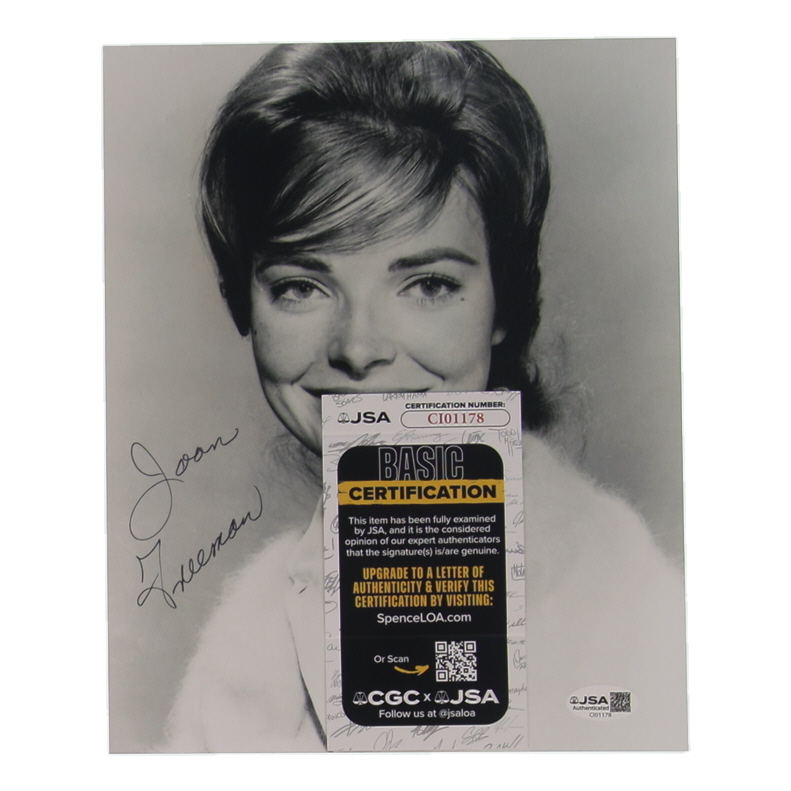 Joan
Freeman
JSA
CERTIFICATION NUMBER:
CI01178
BASIC
CERTIFICATION
This item has been fully examined
by JSA, and it is the considered
opinion of our expert authenticators
that the signature(s) is/are genuine.
UPGRADE TO A LETTER OF
AUTHENTICITY & VERIFY THIS
CERTIFICATION BY VISITING:
SpenceLOA.com
Or Scan
CGC x JSA
Follow us at @jsaloa
JSA
Authenticated
CI01178